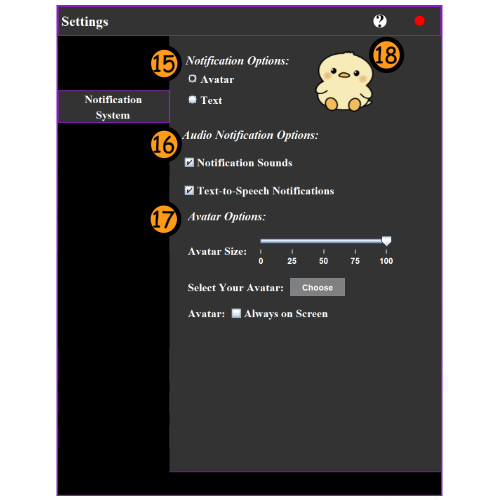 Settings ?
15 Notification Options: 18
Avatar
Text
Notification
System
16 Audio Notification Options:
Notification Sounds
Text-to-Speech Notifications
17 Avatar Options:
Avatar Size:
0 25 50 75 100
Select Your Avatar: Choose
Avatar: Always on Screen